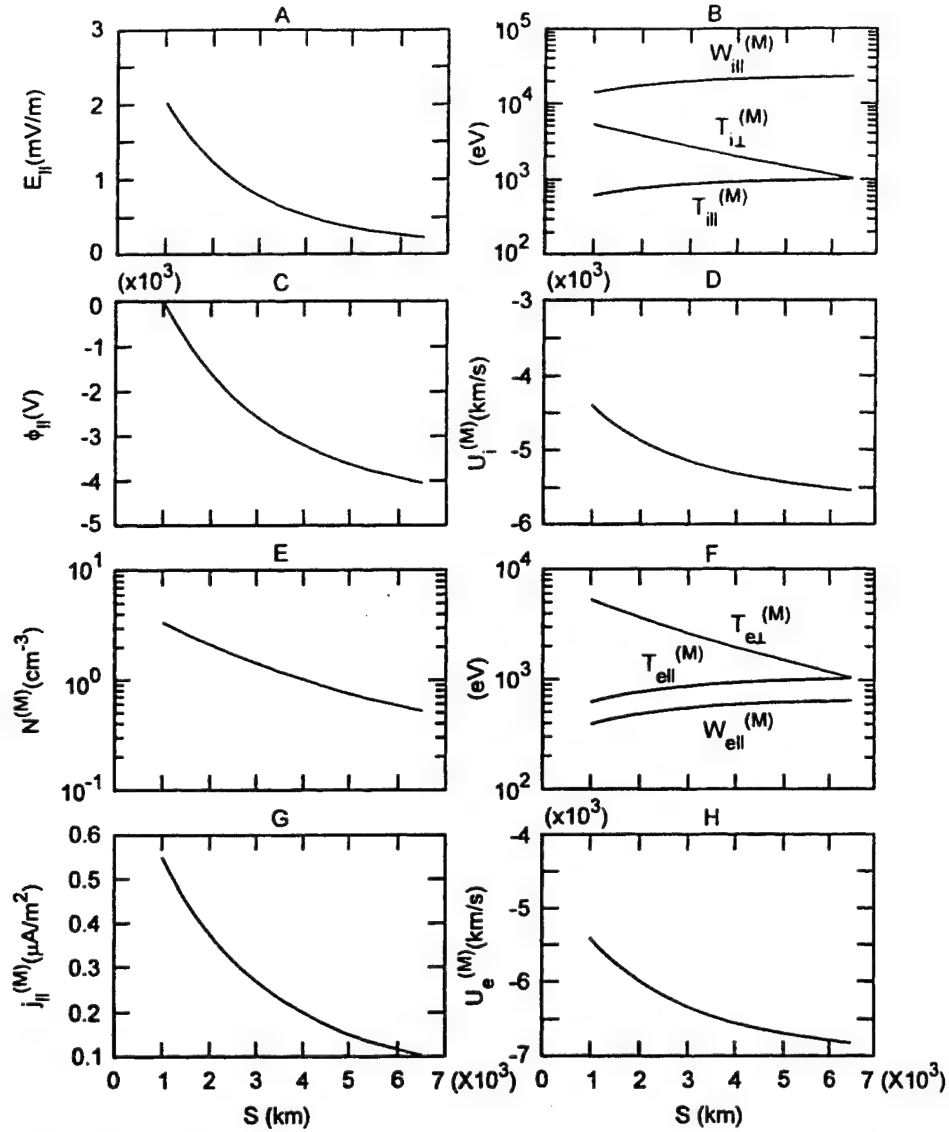 A
3
2
1
0
E||(mV/m)
B
10^5
10^4
10^3
10^2
(eV)
W_i||^(M)
T_i⊥^(M)
T_i||^(M)
(x10^3)
C
0
-1
-2
-3
-4
-5
ϕ||(V)
(x10^3)
D
-3
-4
-5
-6
U_i^(M)(km/s)
E
10^1
10^0
10^-1
N^(M)(cm^-3)
F
10^4
10^3
10^2
(eV)
T_e⊥^(M)
T_e||^(M)
W_e||^(M)
G
0.6
0.5
0.4
0.3
0.2
0.1
j||^(M)(μA/m^2)
0 1 2 3 4 5 6 7 (X10^3)
S (km)
(x10^3)
H
-4
-5
-6
-7
U_e^(M)(km/s)
0 1 2 3 4 5 6 7 (X10^3)
S (km)